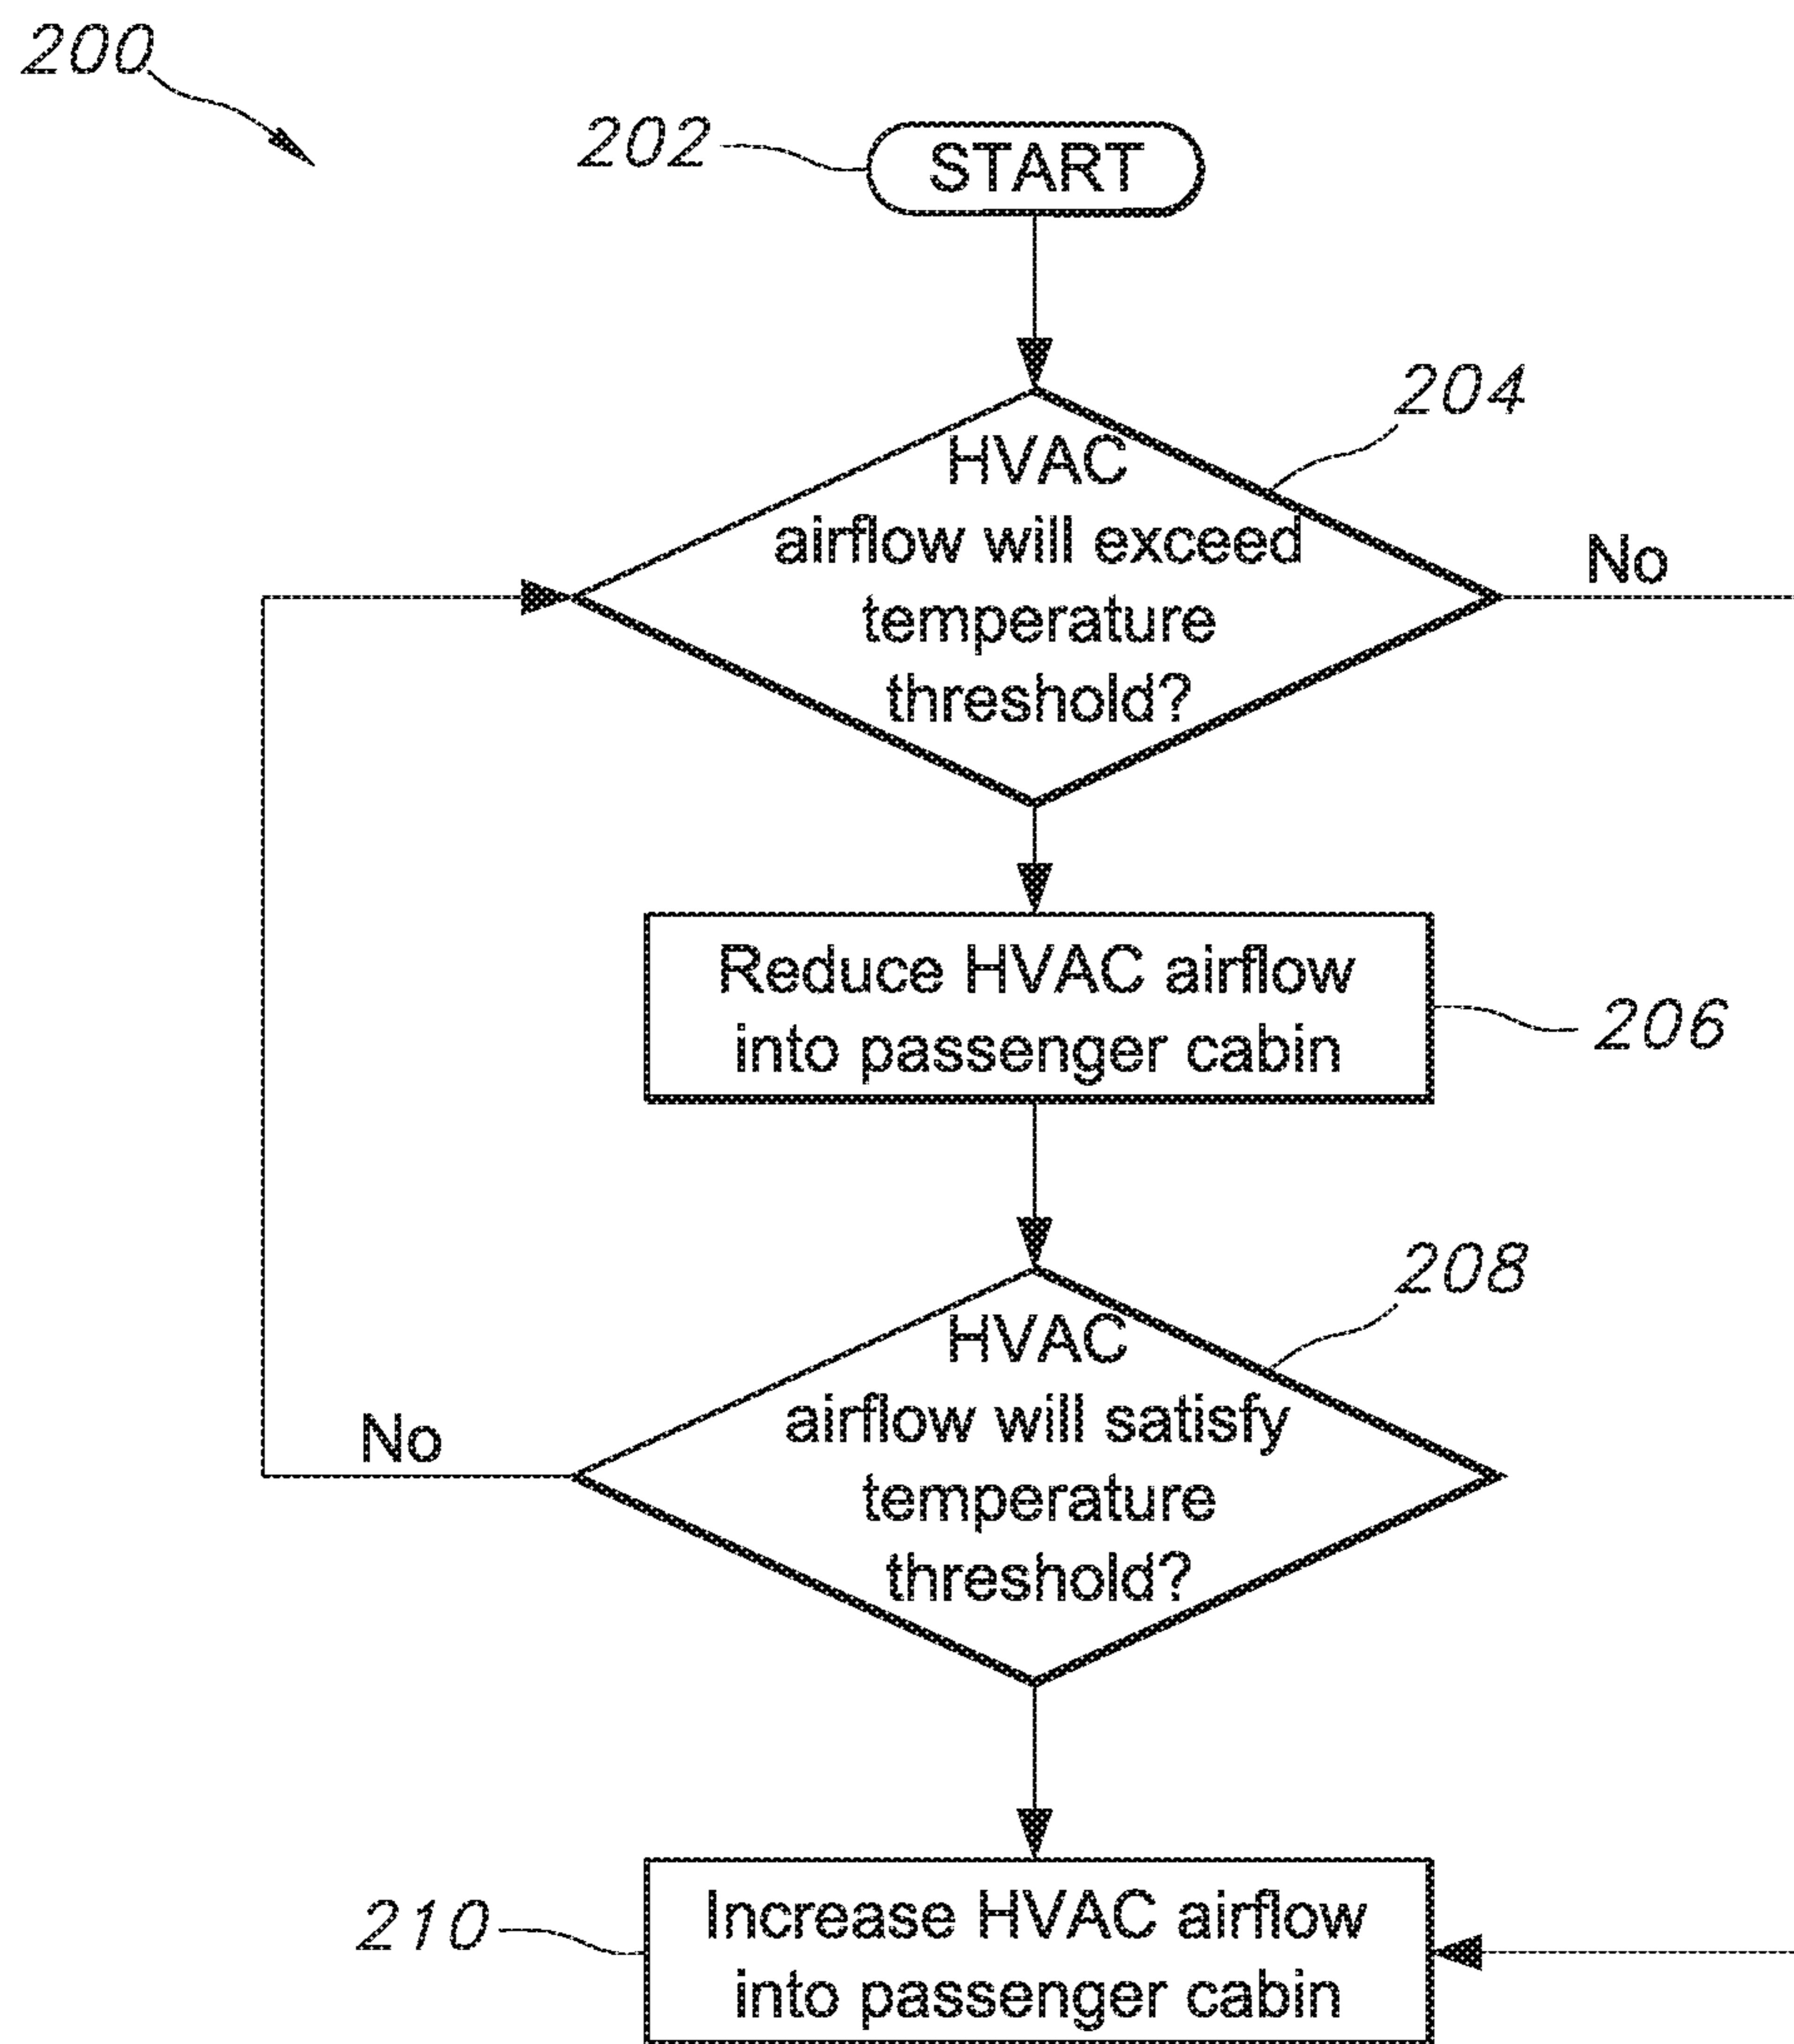 200
202
START
204
HVAC
airflow will exceed
temperature
threshold?
No
Reduce HVAC airflow
into passenger cabin
206
208
HVAC
airflow will satisfy
temperature
threshold?
No
210
Increase HVAC airflow
into passenger cabin